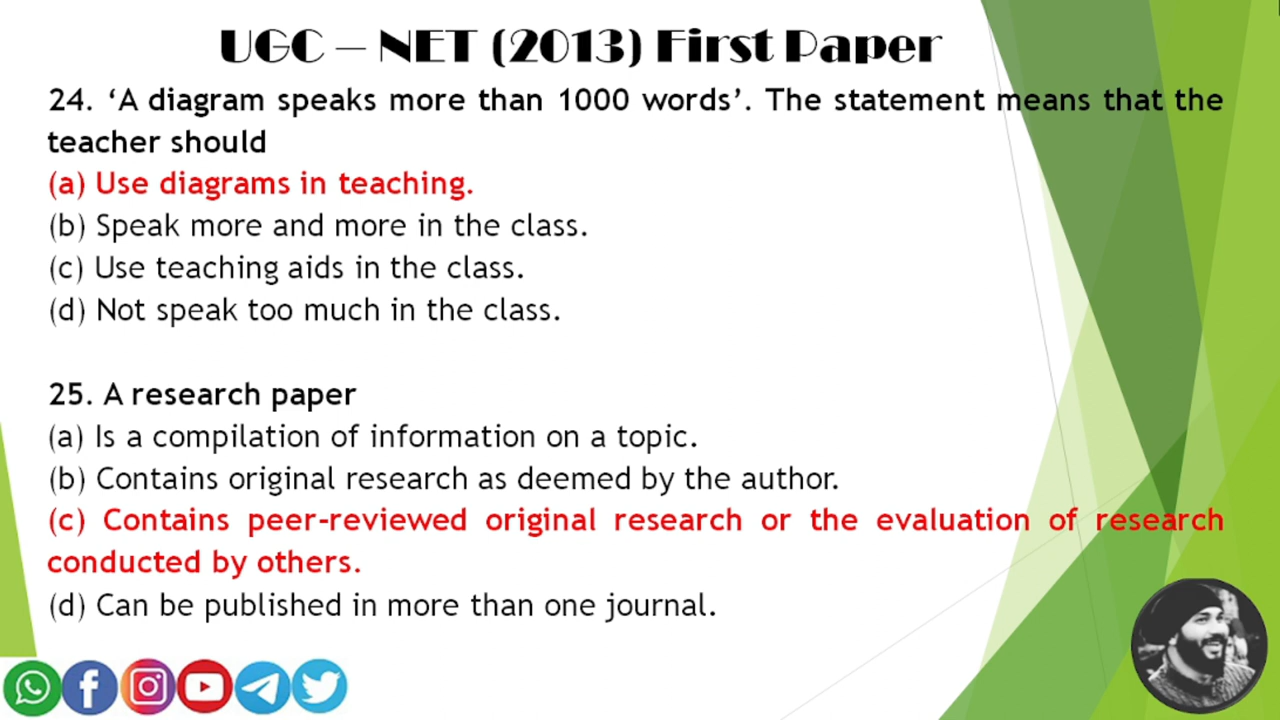 UGC – NET (2013) First Paper
24. ‘A diagram speaks more than 1000 words’. The statement means that the
teacher should
(a) Use diagrams in teaching.
(b) Speak more and more in the class.
(c) Use teaching aids in the class.
(d) Not speak too much in the class.
25. A research paper
(a) Is a compilation of information on a topic.
(b) Contains original research as deemed by the author.
(c) Contains peer-reviewed original research or the evaluation of research
conducted by others.
(d) Can be published in more than one journal.